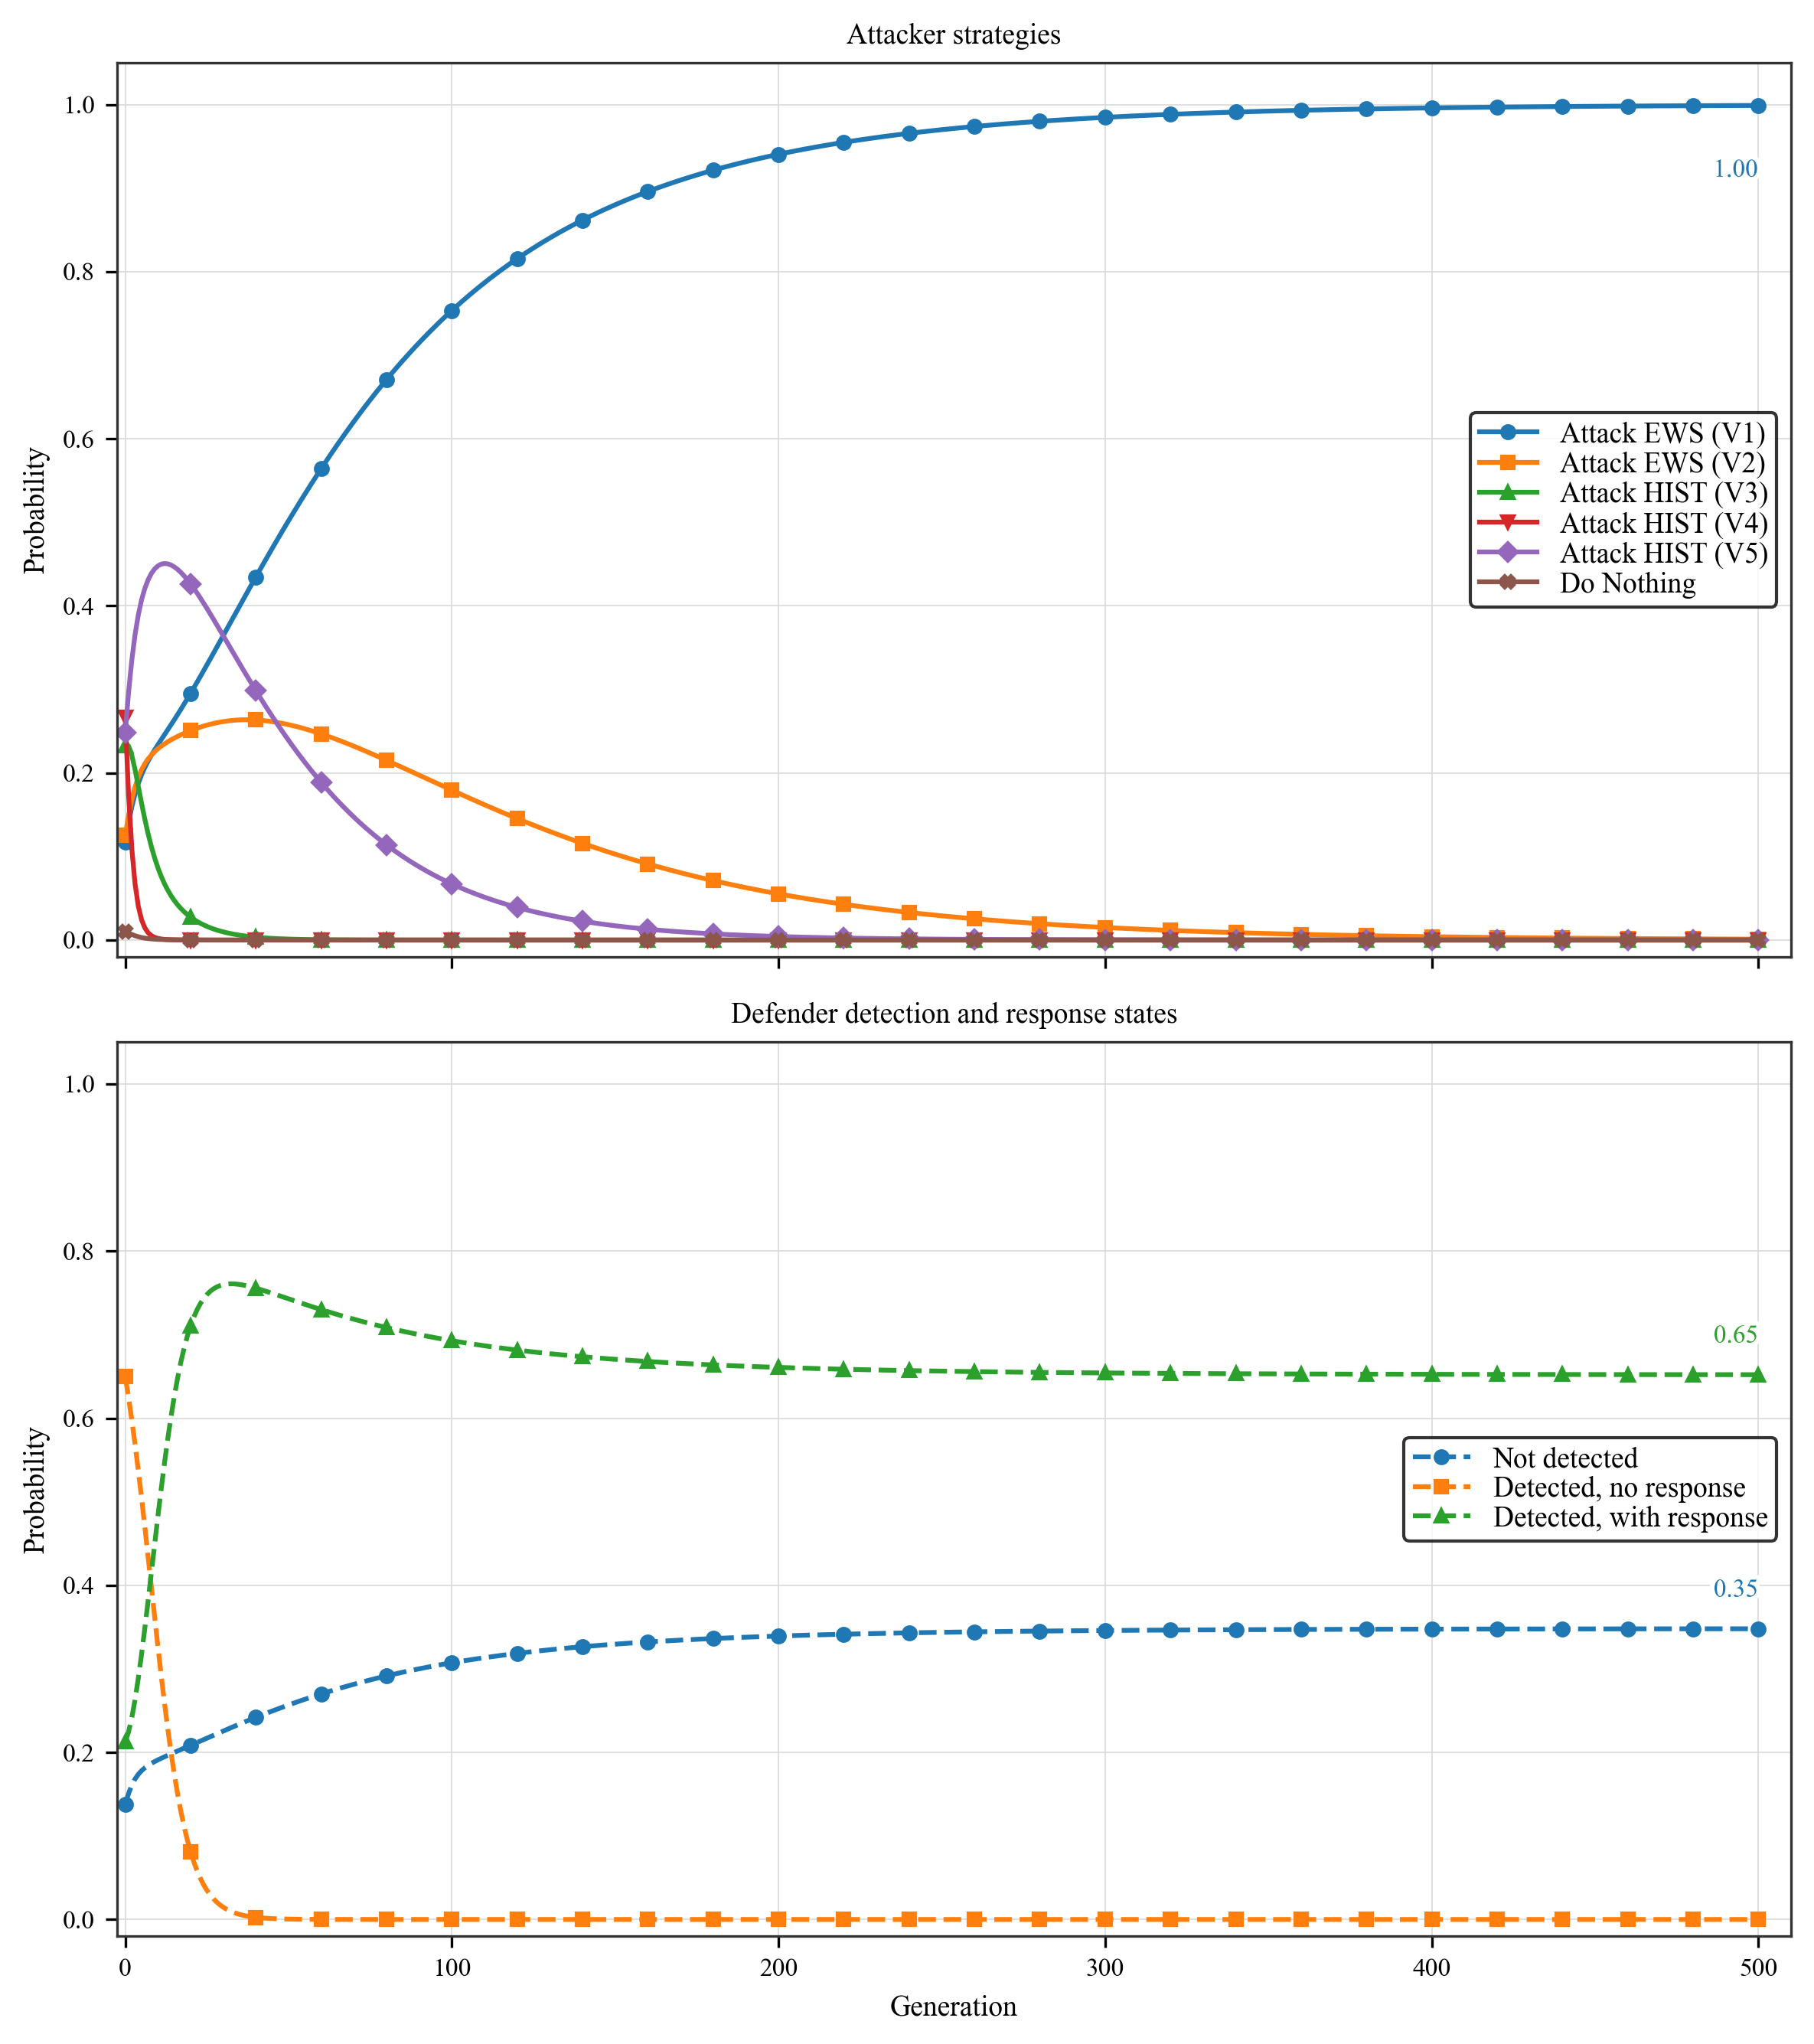 Attacker strategies
1.0
0.8
0.6
0.4
0.2
0.0
Probability
1.00
Attack EWS (V1)
Attack EWS (V2)
Attack HIST (V3)
Attack HIST (V4)
Attack HIST (V5)
Do Nothing
Defender detection and response states
1.0
0.8
0.6
0.4
0.2
0.0
Probability
0.65
Not detected
Detected, no response
Detected, with response
0.35
0
100
200
300
400
500
Generation